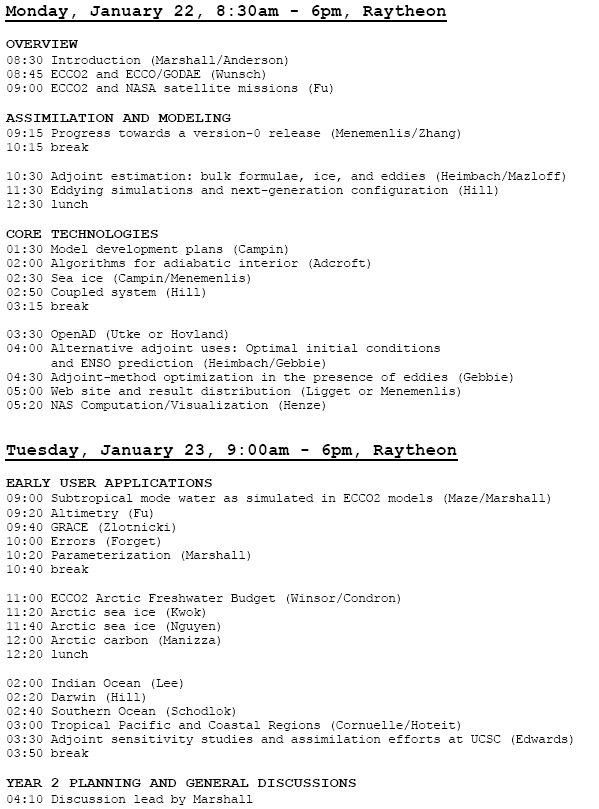 Monday, January 22, 8:30am - 6pm, Raytheon
OVERVIEW
08:30 Introduction (Marshall/Anderson)
08:45 ECCO2 and ECCO/GODAE (Wunsch)
09:00 ECCO2 and NASA satellite missions (Fu)
ASSIMILATION AND MODELING
09:15 Progress towards a version-0 release (Menemenlis/Zhang)
10:15 break
10:30 Adjoint estimation: bulk formulae, ice, and eddies (Heimbach/Mazloff)
11:30 Eddying simulations and next-generation configuration (Hill)
12:30 lunch
CORE TECHNOLOGIES
01:30 Model development plans (Campin)
02:00 Algorithms for adiabatic interior (Adcroft)
02:30 Sea ice (Campin/Menemenlis)
02:50 Coupled system (Hill)
03:15 break
03:30 OpenAD (Utke or Hovland)
04:00 Alternative adjoint uses: Optimal initial conditions
and ENSO prediction (Heimbach/Gebbie)
04:30 Adjoint-method optimization in the presence of eddies (Gebbie)
05:00 Web site and result distribution (Ligget or Menemenlis)
05:20 NAS Computation/Visualization (Henze)
Tuesday, January 23, 9:00am - 6pm, Raytheon
EARLY USER APPLICATIONS
09:00 Subtropical mode water as simulated in ECCO2 models (Maze/Marshall)
09:20 Altimetry (Fu)
09:40 GRACE (Zlotnicki)
10:00 Errors (Forget)
10:20 Parameterization (Marshall)
10:40 break
11:00 ECCO2 Arctic Freshwater Budget (Winsor/Condron)
11:20 Arctic sea ice (Kwok)
11:40 Arctic sea ice (Nguyen)
12:00 Arctic carbon (Manizza)
12:20 lunch
02:00 Indian Ocean (Lee)
02:20 Darwin (Hill)
02:40 Southern Ocean (Schodlok)
03:00 Tropical Pacific and Coastal Regions (Cornuelle/Hoteit)
03:30 Adjoint sensitivity studies and assimilation efforts at UCSC (Edwards)
03:50 break
YEAR 2 PLANNING AND GENERAL DISCUSSIONS
04:10 Discussion lead by Marshall